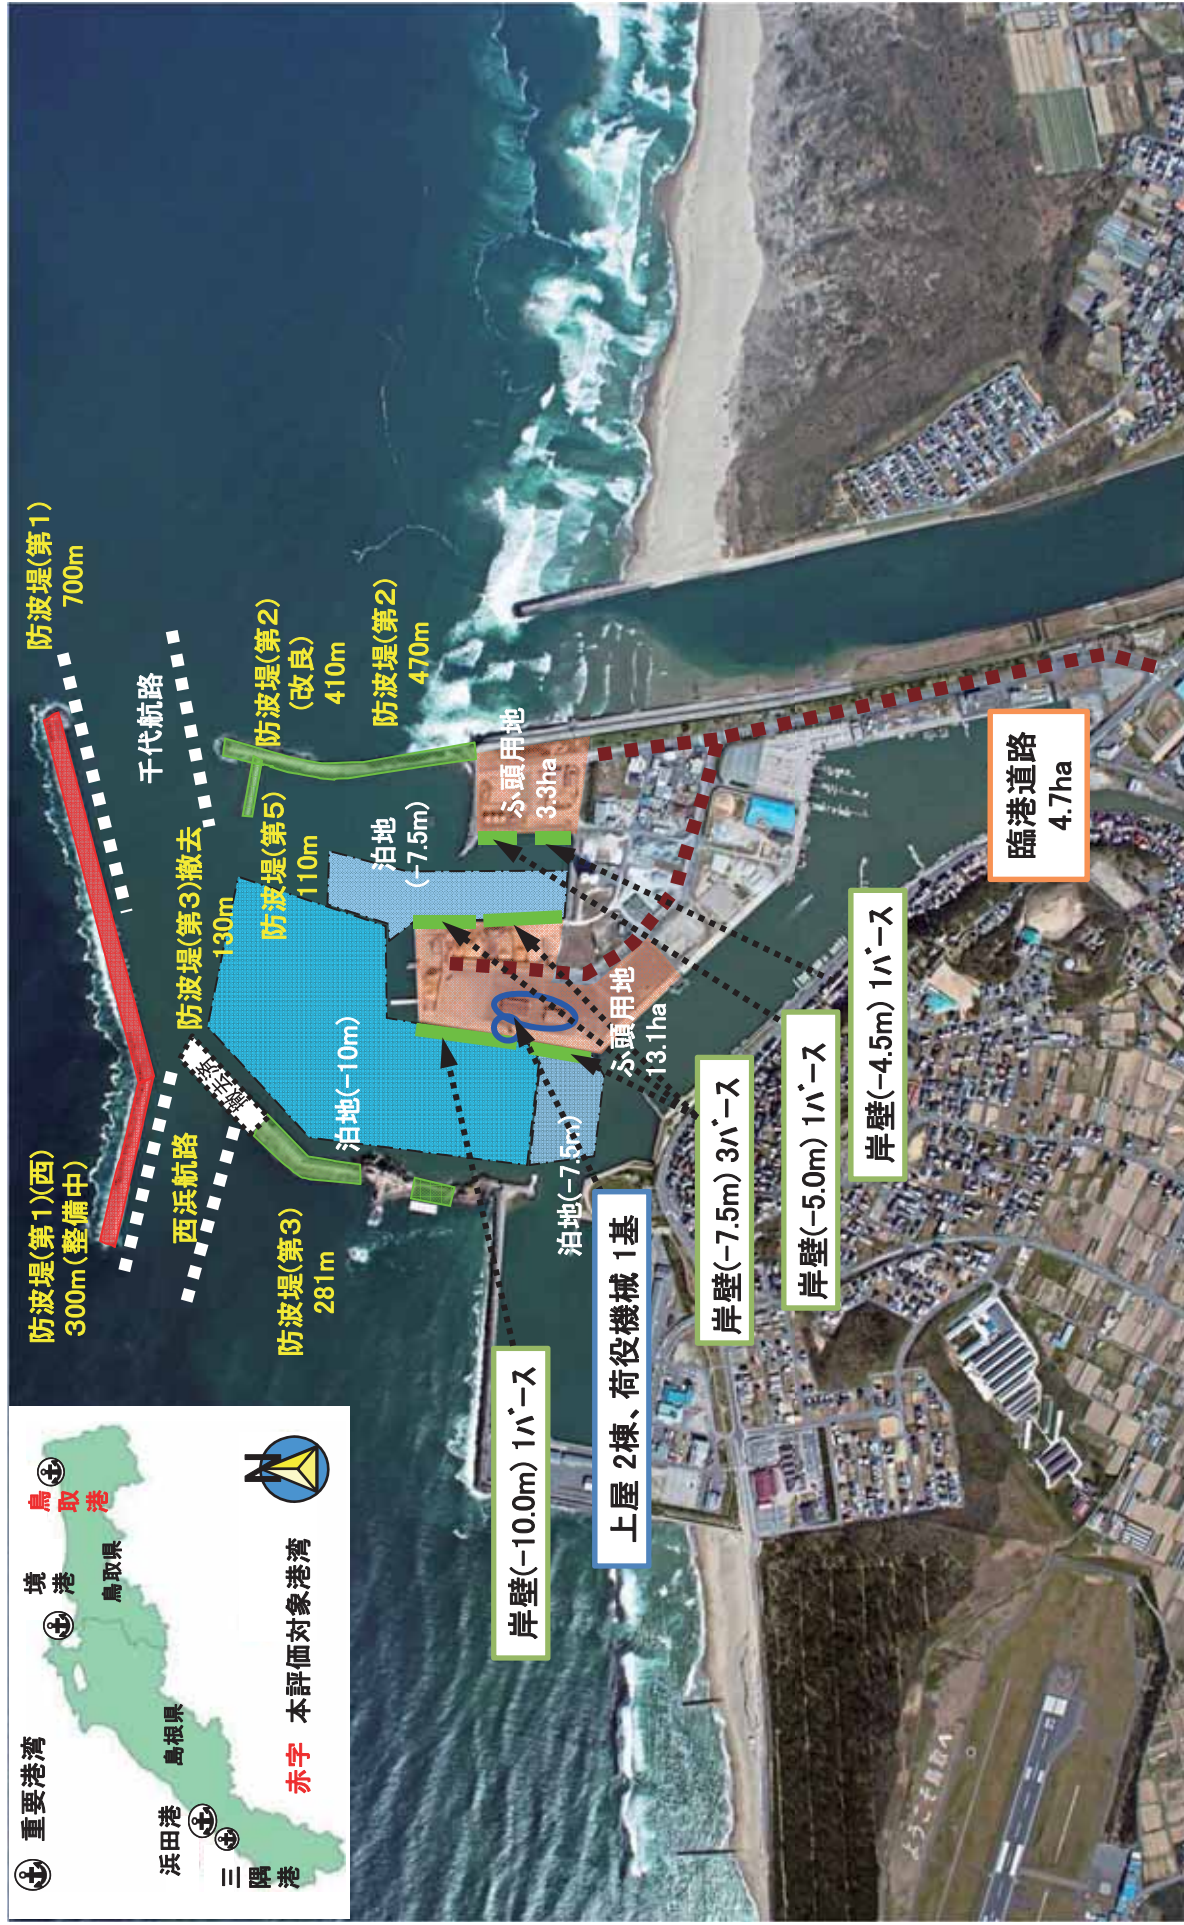 重要港湾
浜田港
三隅港
島根県
境港
鳥取県
鳥取港
赤字 本評価対象港湾
N
防波堤(第1)(西)
300m(整備中)
防波堤(第1)
700m
西浜航路
千代航路
防波堤(第3)撤去
130m
撤去済
防波堤(第2)
(改良)
410m
防波堤(第5)
110m
防波堤(第3)
281m
防波堤(第2)
470m
泊地(-10m)
泊地
(-7.5m)
ふ頭用地
3.3ha
泊地(-7.5m)
ふ頭用地
13.1ha
岸壁(-10.0m) 1バース
上屋 2棟、荷役機械 1基
岸壁(-7.5m) 3バース
岸壁(-5.0m) 1バース
岸壁(-4.5m) 1バース
臨港道路
4.7ha